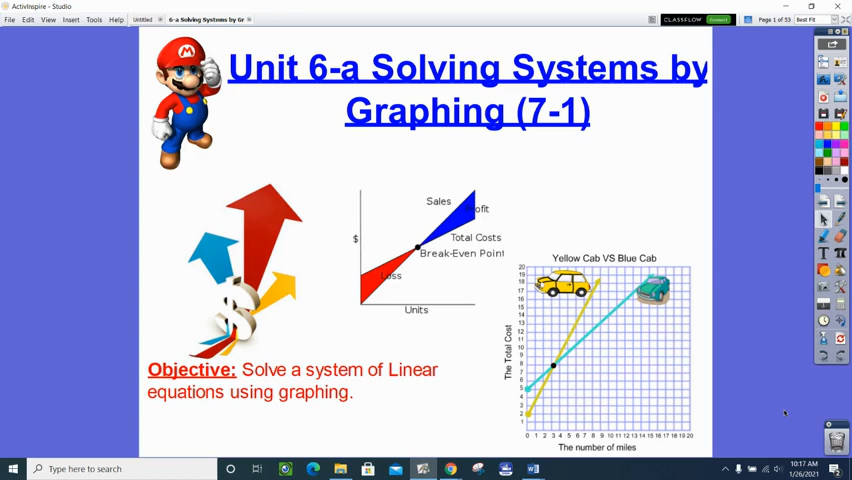 ActivInspire - Studio
File Edit View Insert Tools Help
Untitled
6-a Solving Systems by Gr
CLASSFLOW
Connect
Page 1 of 53
Best Fit
Unit 6-a Solving Systems by
Graphing (7-1)
M
Sales
Profit
$
Total Costs
Break-Even Point
Loss
Units
$
Objective: Solve a system of Linear
equations using graphing.
Yellow Cab VS Blue Cab
The Total Cost
20
19
18
17
16
15
14
13
12
11
10
9
8
7
6
5
4
3
2
1
0 1 2 3 4 5 6 7 8 9 10 11 12 13 14 15 16 17 18 19 20
The number of miles
Type here to search
10:17 AM
1/26/2021
2